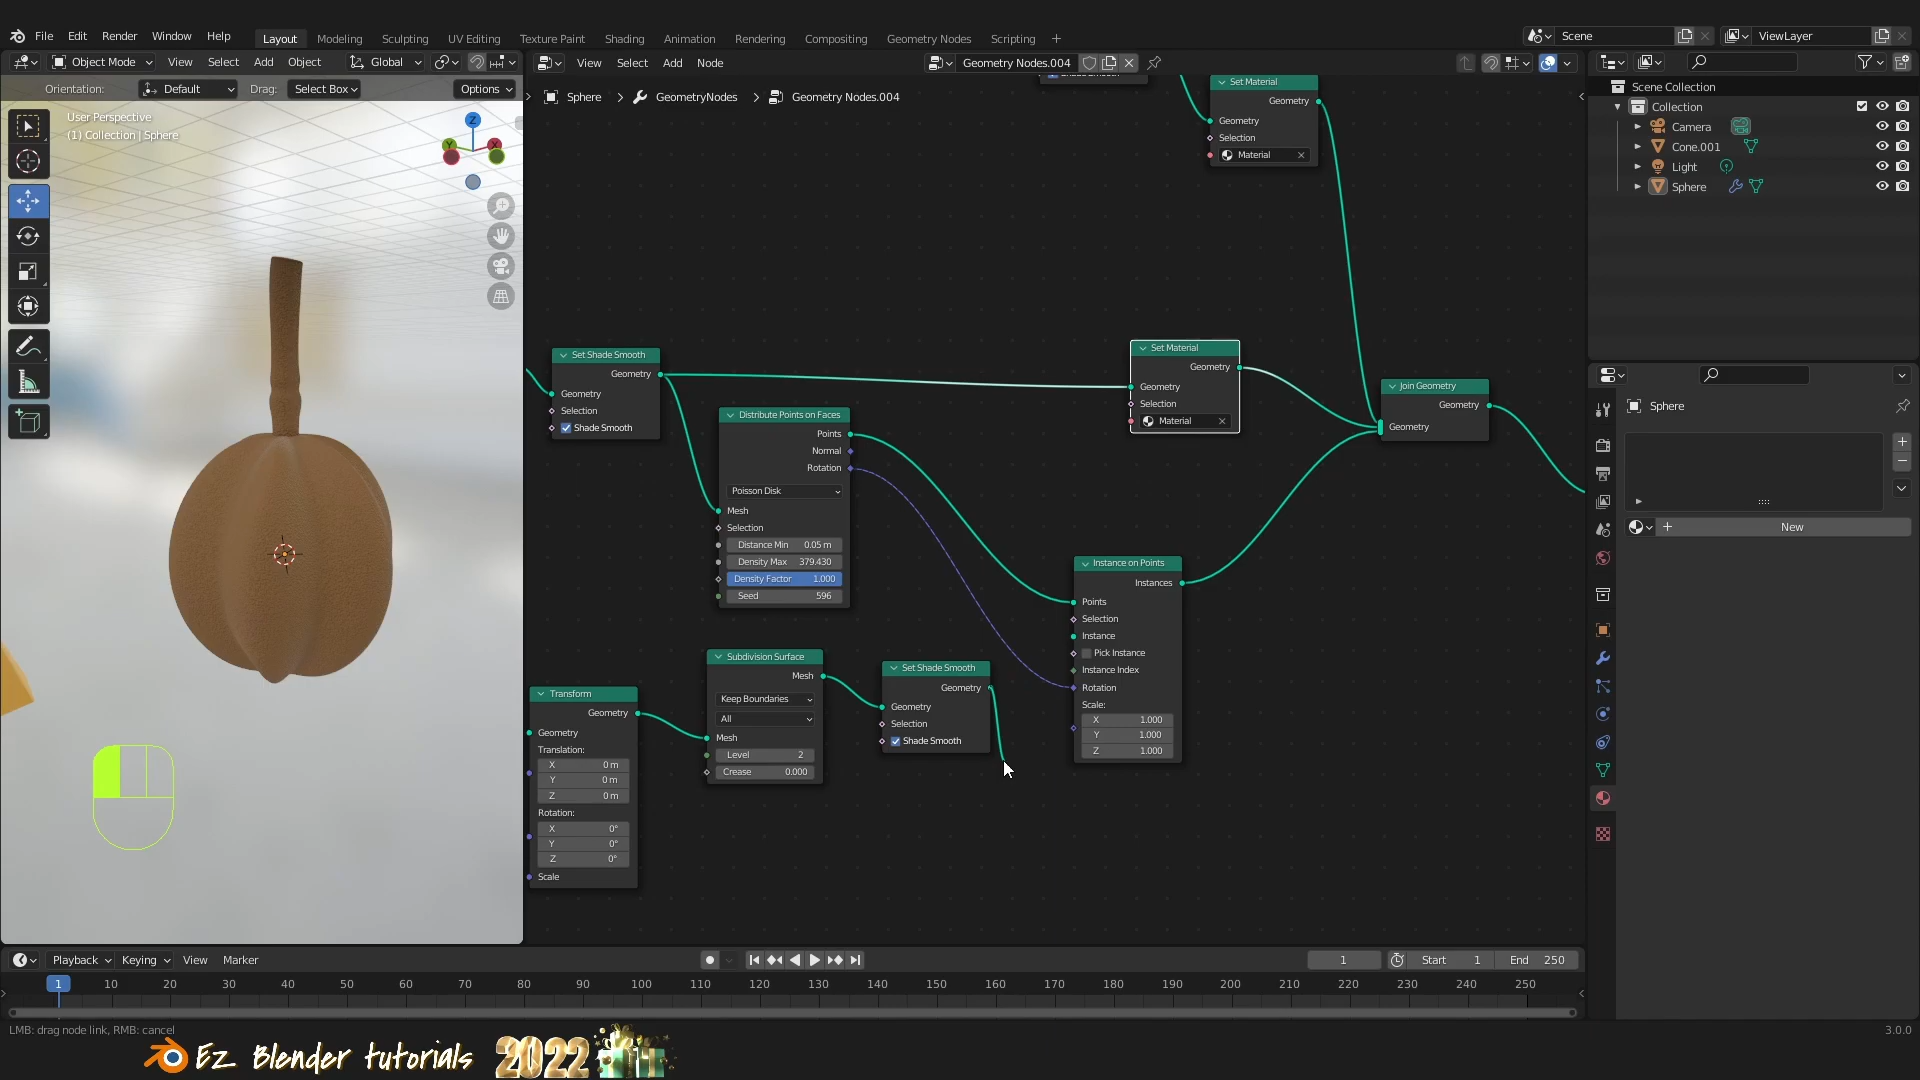 File Edit Render Window Help
Layout Modeling Sculpting UV Editing Texture Paint Shading Animation Rendering Compositing Geometry Nodes Scripting
Scene
ViewLayer
Object Mode View Select Add Object Global
View Select Add Node
Geometry Nodes.004
Orientation: Default Drag: Select Box Options
Sphere GeometryNodes Geometry Nodes.004
User Perspective
(1) Collection | Sphere
Z
Y
X
Set Material
Geometry
Geometry
Selection
Material
Set Shade Smooth
Geometry
Geometry
Selection
Shade Smooth
Distribute Points on Faces
Points
Normal
Rotation
Poisson Disk
Mesh
Selection
Distance Min 0.05 m
Density Max 379.430
Density Factor 1.000
Seed 596
Set Material
Geometry
Geometry
Selection
Material
Join Geometry
Geometry
Geometry
Instance on Points
Instances
Points
Selection
Instance
Pick Instance
Instance Index
Rotation
Scale:
X 1.000
Y 1.000
Z 1.000
Subdivision Surface
Mesh
Keep Boundaries
All
Mesh
Level 2
Crease 0.000
Set Shade Smooth
Geometry
Geometry
Selection
Shade Smooth
Transform
Geometry
Geometry
Translation:
X 0 m
Y 0 m
Z 0 m
Rotation:
X 0°
Y 0°
Z 0°
Scale
Scene Collection
Collection
Camera
Cone.001
Light
Sphere
Sphere
New
Playback Keying View Marker
1
Start 1
End 250
1 10 20 30 40 50 60 70 80 90 100 110 120 130 140 150 160 170 180 190 200 210 220 230 240 250
LMB: drag node link, RMB: cancel
3.0.0
Ez Blender tutorials 2022